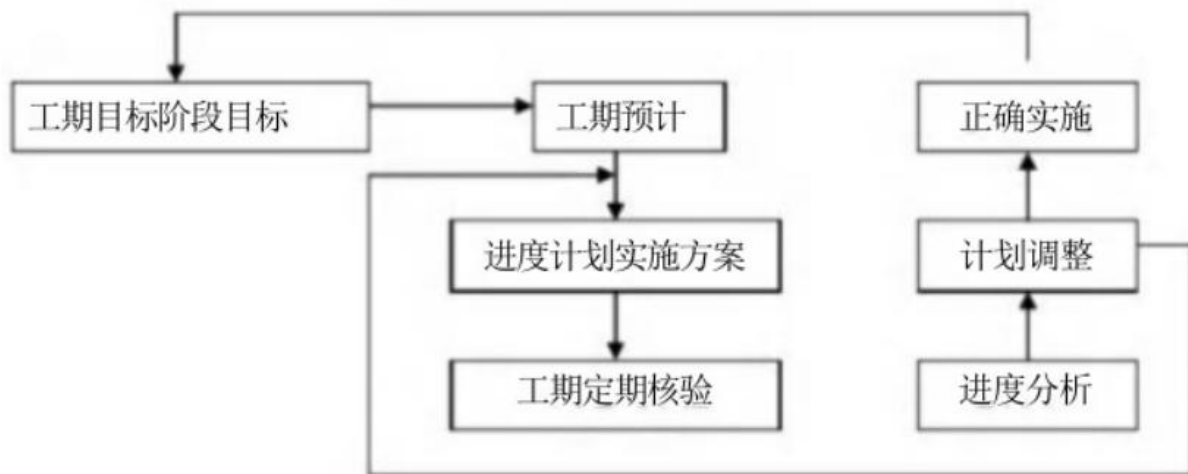 工期目标阶段目标
工期预计
正确实施
进度计划实施方案
计划调整
工期定期核验
进度分析